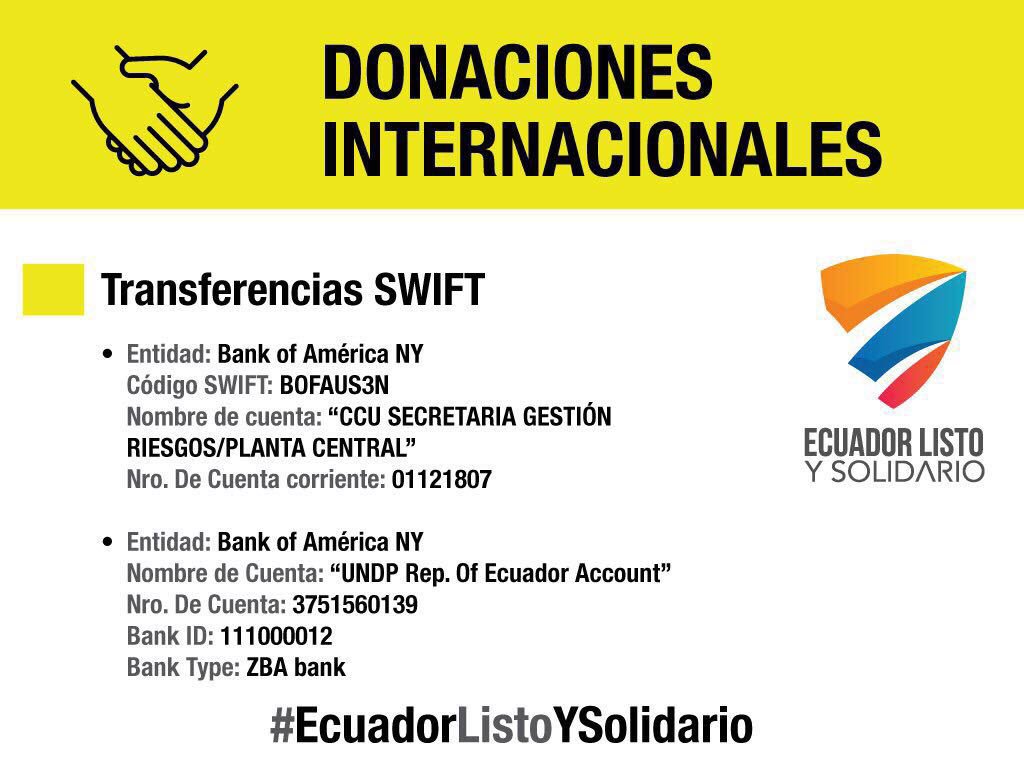 DONACIONES
INTERNACIONALES
Transferencias SWIFT
• Entidad: Bank of América NY
Código SWIFT: BOFAUS3N
Nombre de cuenta: “CCU SECRETARIA GESTIÓN
RIESGOS/PLANTA CENTRAL”
Nro. De Cuenta corriente: 01121807
• Entidad: Bank of América NY
Nombre de Cuenta: “UNDP Rep. Of Ecuador Account”
Nro. De Cuenta: 3751560139
Bank ID: 111000012
Bank Type: ZBA bank
ECUADOR LISTO
Y SOLIDARIO
#EcuadorListoYSolidario